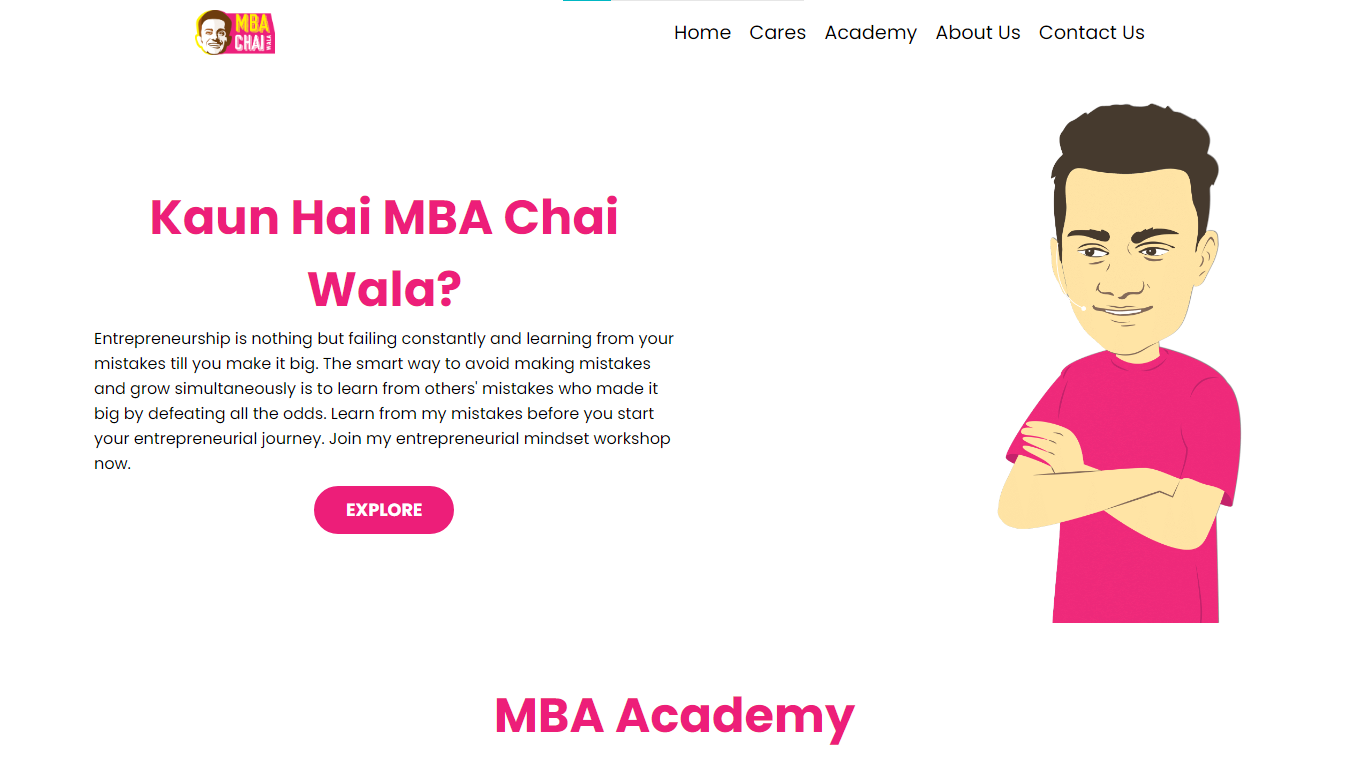 MBA
CHAI
WALA
Home Cares Academy About Us Contact Us
Kaun Hai MBA Chai
Wala?
Entrepreneurship is nothing but failing constantly and learning from your
mistakes till you make it big. The smart way to avoid making mistakes
and grow simultaneously is to learn from others' mistakes who made it
big by defeating all the odds. Learn from my mistakes before you start
your entrepreneurial journey. Join my entrepreneurial mindset workshop
now.
EXPLORE
MBA Academy